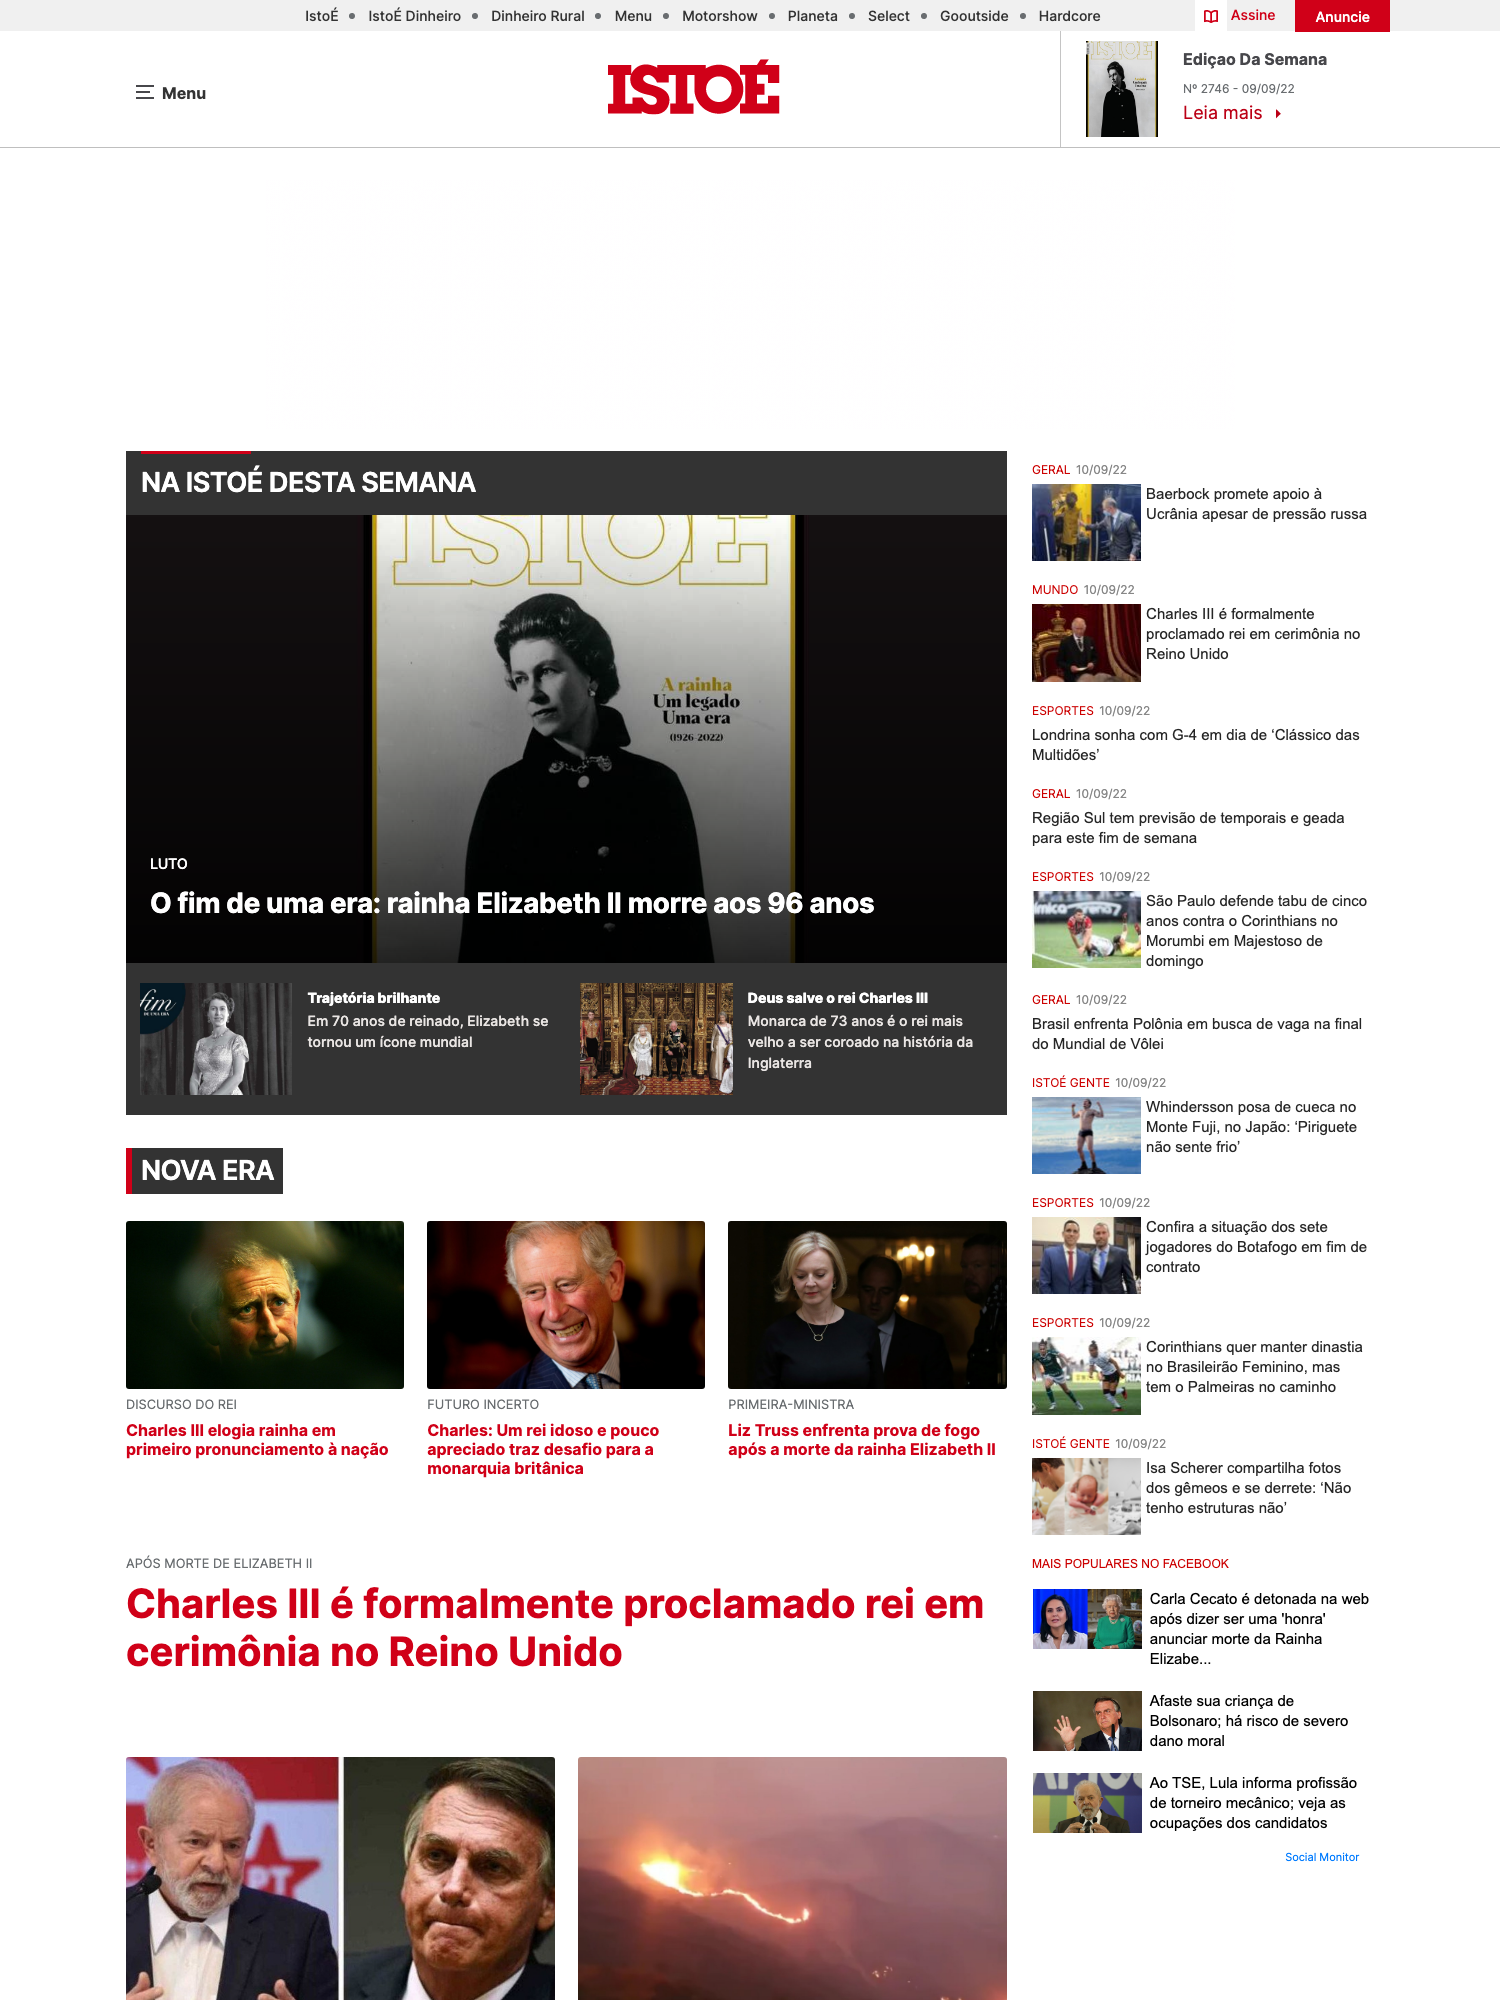 IstoÉ • IstoÉ Dinheiro • Dinheiro Rural • Menu • Motorshow • Planeta • Select • Gooutside • Hardcore
Assine
Anuncie
Menu
ISTOÉ
ISTOÉ
Ediçao Da Semana
Nº 2746 - 09/09/22
Leia mais
NA ISTOÉ DESTA SEMANA
ISTOÉ
A rainha
Um legado
Uma era
(1926-2022)
LUTO
O fim de uma era: rainha Elizabeth II morre aos 96 anos
fim
DE UMA ERA
Trajetória brilhante
Em 70 anos de reinado, Elizabeth se
tornou um ícone mundial
Deus salve o rei Charles III
Monarca de 73 anos é o rei mais
velho a ser coroado na história da
Inglaterra
NOVA ERA
DISCURSO DO REI
Charles III elogia rainha em
primeiro pronunciamento à nação
FUTURO INCERTO
Charles: Um rei idoso e pouco
apreciado traz desafio para a
monarquia britânica
PRIMEIRA-MINISTRA
Liz Truss enfrenta prova de fogo
após a morte da rainha Elizabeth II
APÓS MORTE DE ELIZABETH II
Charles III é formalmente proclamado rei em
cerimônia no Reino Unido
PT
GERAL 10/09/22
Baerbock promete apoio à
Ucrânia apesar de pressão russa
MUNDO 10/09/22
Charles III é formalmente
proclamado rei em cerimônia no
Reino Unido
ESPORTES 10/09/22
Londrina sonha com G-4 em dia de ‘Clássico das
Multidões’
GERAL 10/09/22
Região Sul tem previsão de temporais e geada
para este fim de semana
ESPORTES 10/09/22
São Paulo defende tabu de cinco
anos contra o Corinthians no
Morumbi em Majestoso de
domingo
GERAL 10/09/22
Brasil enfrenta Polônia em busca de vaga na final
do Mundial de Vôlei
ISTOÉ GENTE 10/09/22
Whindersson posa de cueca no
Monte Fuji, no Japão: ‘Piriguete
não sente frio’
ESPORTES 10/09/22
Confira a situação dos sete
jogadores do Botafogo em fim de
contrato
ESPORTES 10/09/22
Corinthians quer manter dinastia
no Brasileirão Feminino, mas
tem o Palmeiras no caminho
ISTOÉ GENTE 10/09/22
Isa Scherer compartilha fotos
dos gêmeos e se derrete: ‘Não
tenho estruturas não’
MAIS POPULARES NO FACEBOOK
Carla Cecato é detonada na web
após dizer ser uma 'honra'
anunciar morte da Rainha
Elizabe...
Afaste sua criança de
Bolsonaro; há risco de severo
dano moral
Ao TSE, Lula informa profissão
de torneiro mecânico; veja as
ocupações dos candidatos
Social Monitor